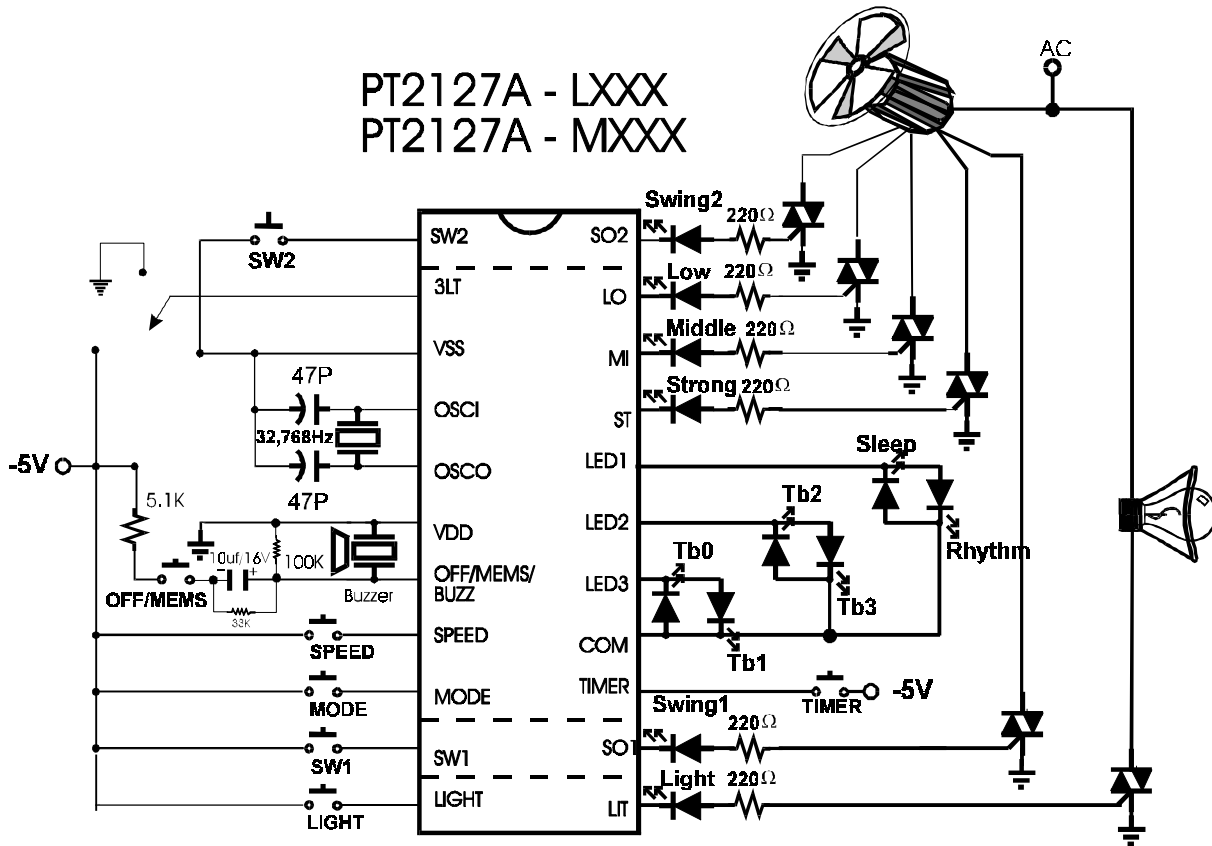 PT2127A - LXXX
PT2127A - MXXX
AC
SW2
SW2
3LT
VSS
47P
OSCI
32,768Hz
OSCO
47P
-5V
5.1K
VDD
10uf/16V
-
+
100K
OFF/MEMS/
BUZZ
Buzzer
33K
OFF/MEMS
SPEED
SPEED
MODE
MODE
SW1
SW1
LIGHT
LIGHT
SO2
Swing2
220Ω
LO
Low
220Ω
MI
Middle
220Ω
ST
Strong
220Ω
LED1
Sleep
Rhythm
LED2
Tb2
Tb3
LED3
Tb0
Tb1
COM
TIMER
TIMER
-5V
SO1
Swing1
220Ω
LIT
Light
220Ω